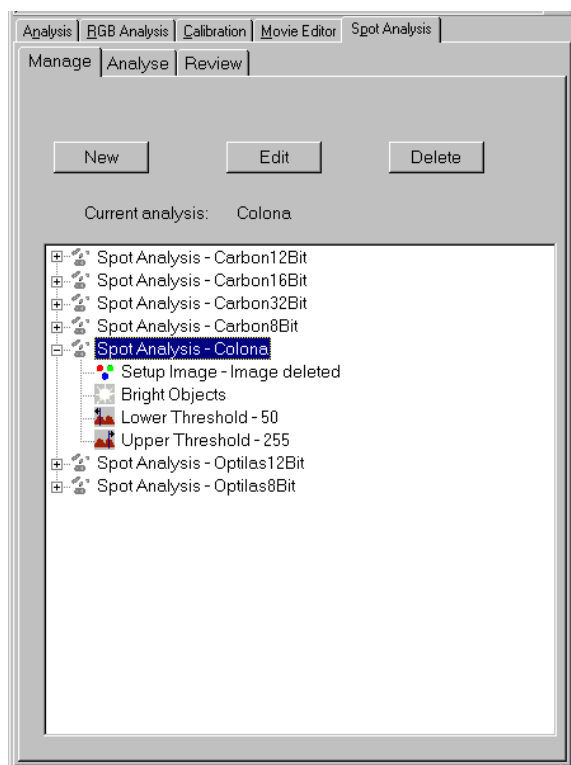 Analysis RGB Analysis Calibration Movie Editor Spot Analysis
Manage Analyse Review
New Edit Delete
Current analysis: Colona
Spot Analysis - Carbon12Bit
Spot Analysis - Carbon16Bit
Spot Analysis - Carbon32Bit
Spot Analysis - Carbon8Bit
Spot Analysis - Colona
Setup Image - Image deleted
Bright Objects
Lower Threshold - 50
Upper Threshold - 255
Spot Analysis - Optilas12Bit
Spot Analysis - Optilas8Bit